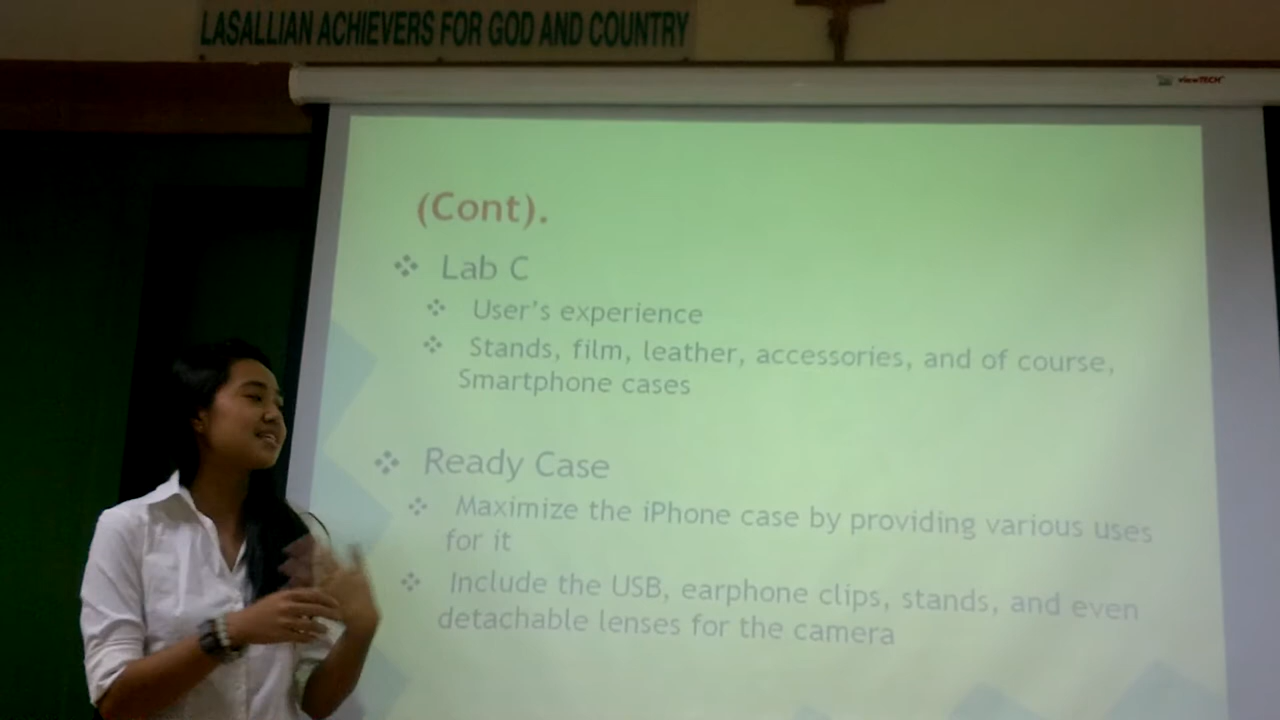 LASALLIAN ACHIEVERS FOR GOD AND COUNTRY
viewTECH
(Cont).
Lab C
User's experience
Stands, film, leather, accessories, and of course,
Smartphone cases
Ready Case
Maximize the iPhone case by providing various uses
for it
Include the USB, earphone clips, stands, and even
detachable lenses for the camera